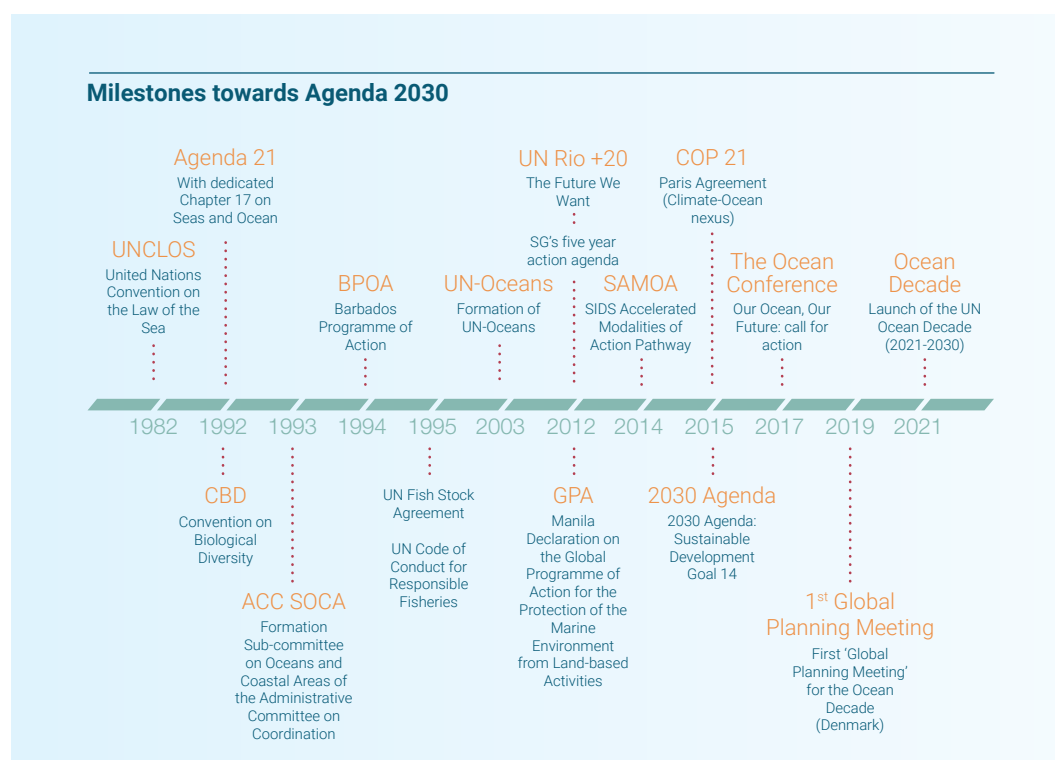 Milestones towards Agenda 2030
Agenda 21
With dedicated
Chapter 17 on
Seas and Ocean
UN Rio +20
The Future We
Want
SG's five year
action agenda
COP 21
Paris Agreement
(Climate-Ocean
nexus)
UNCLOS
United Nations
Convention on
the Law of the
Sea
BPOA
Barbados
Programme of
Action
UN-Oceans
Formation of
UN-Oceans
SAMOA
SIDS Accelerated
Modalities of
Action Pathway
The Ocean
Conference
Our Ocean, Our
Future: call for
action
Ocean
Decade
Launch of the UN
Ocean Decade
(2021-2030)
1982 1992 1993 1994 1995 2003 2012 2014 2015 2017 2019 2021
CBD
Convention on
Biological
Diversity
ACC SOCA
Formation
Sub-committee
on Oceans and
Coastal Areas of
the Administrative
Committee on
Coordination
UN Fish Stock
Agreement
UN Code of
Conduct for
Responsible
Fisheries
GPA
Manila
Declaration on
the Global
Programme of
Action for the
Protection of the
Marine
Environment
from Land-based
Activities
2030 Agenda
2030 Agenda:
Sustainable
Development
Goal 14
1st Global
Planning Meeting
First 'Global
Planning Meeting'
for the Ocean
Decade
(Denmark)